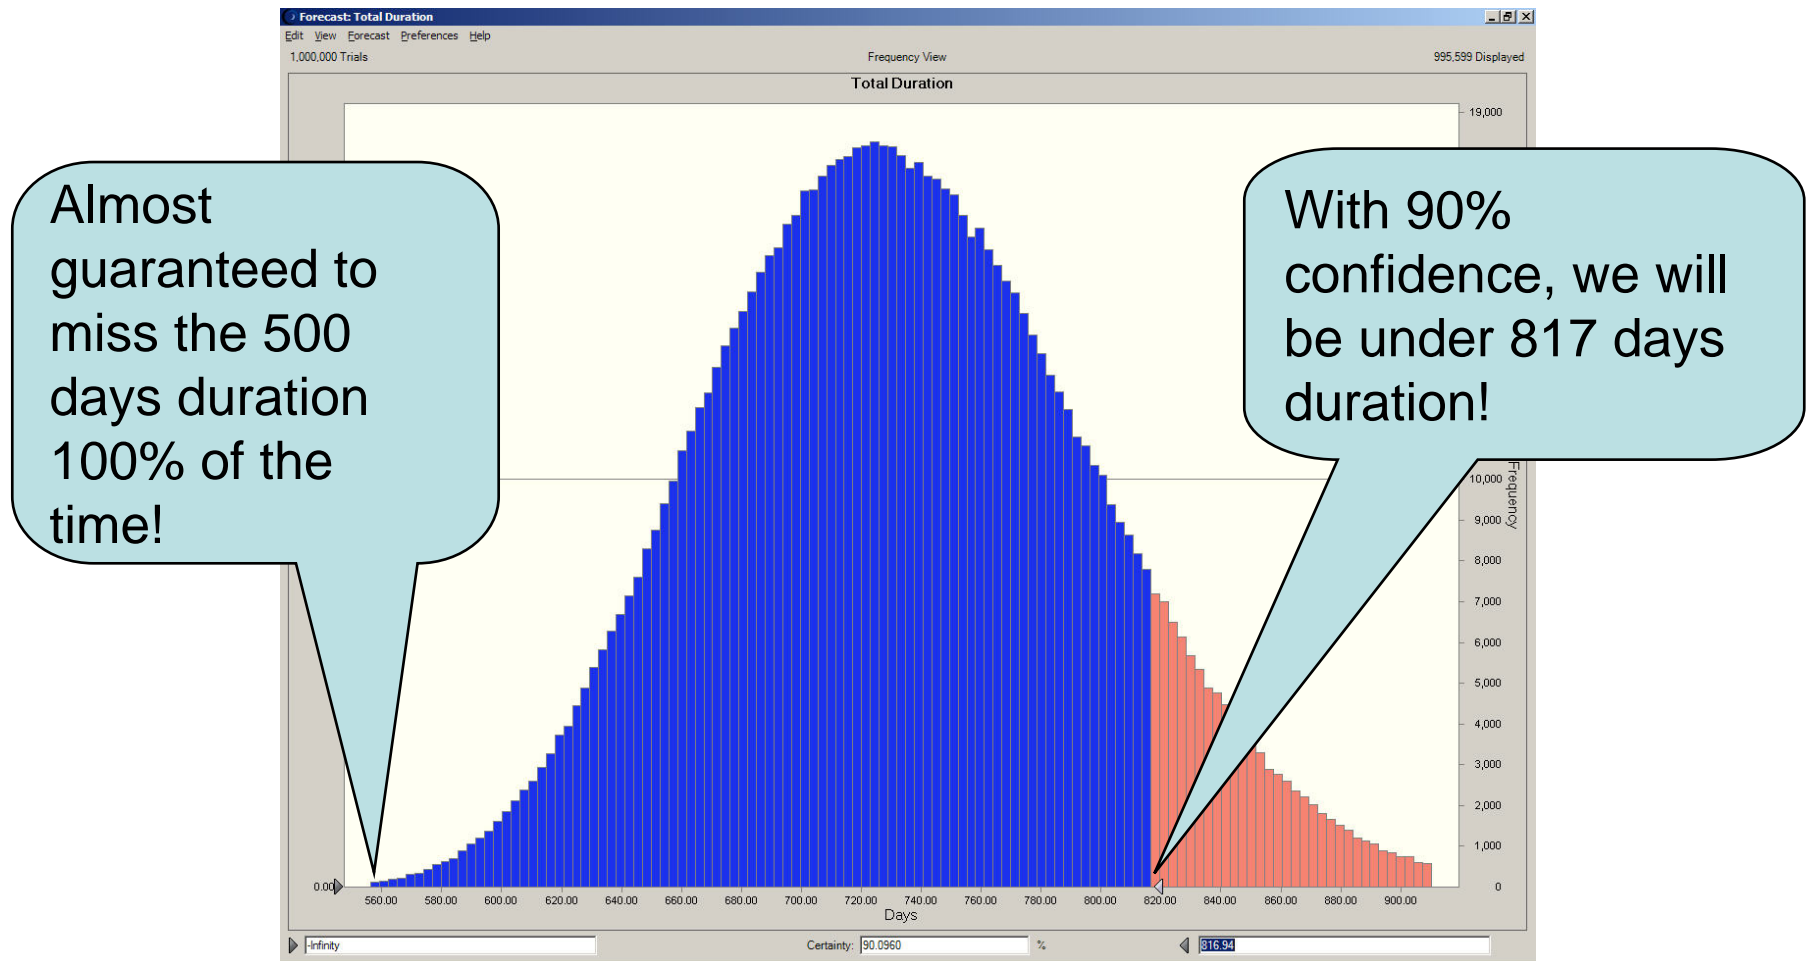 Forecast: Total Duration
Edit View Forecast Preferences Help
1,000,000 Trials
Frequency View
995,599 Displayed
Total Duration
19,000
Almost
guaranteed to
miss the 500
days duration
100% of the
time!
With 90%
confidence, we will
be under 817 days
duration!
10,000
9,000
8,000
7,000
6,000
5,000
4,000
3,000
2,000
1,000
0
Frequency
0.00
560.00 580.00 600.00 620.00 640.00 660.00 680.00 700.00 720.00 740.00 760.00 780.00 800.00 820.00 840.00 860.00 880.00 900.00
Days
-Infinity
Certainty: 90.0960 %
816.94